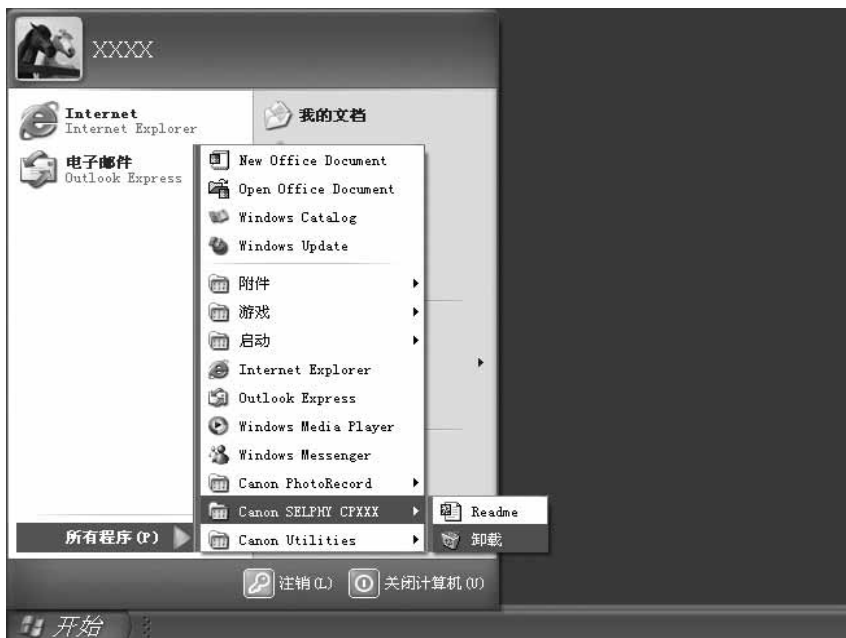 XXXX
Internet
Internet Explorer
电子邮件
Outlook Express
我的文档
New Office Document
Open Office Document
Windows Catalog
Windows Update
附件
游戏
启动
Internet Explorer
Outlook Express
Windows Media Player
Windows Messenger
Canon PhotoRecord
Canon SELPHY CPXXX
Canon Utilities
Readme
卸载
所有程序(P)
注销(L)
关闭计算机(U)
开始